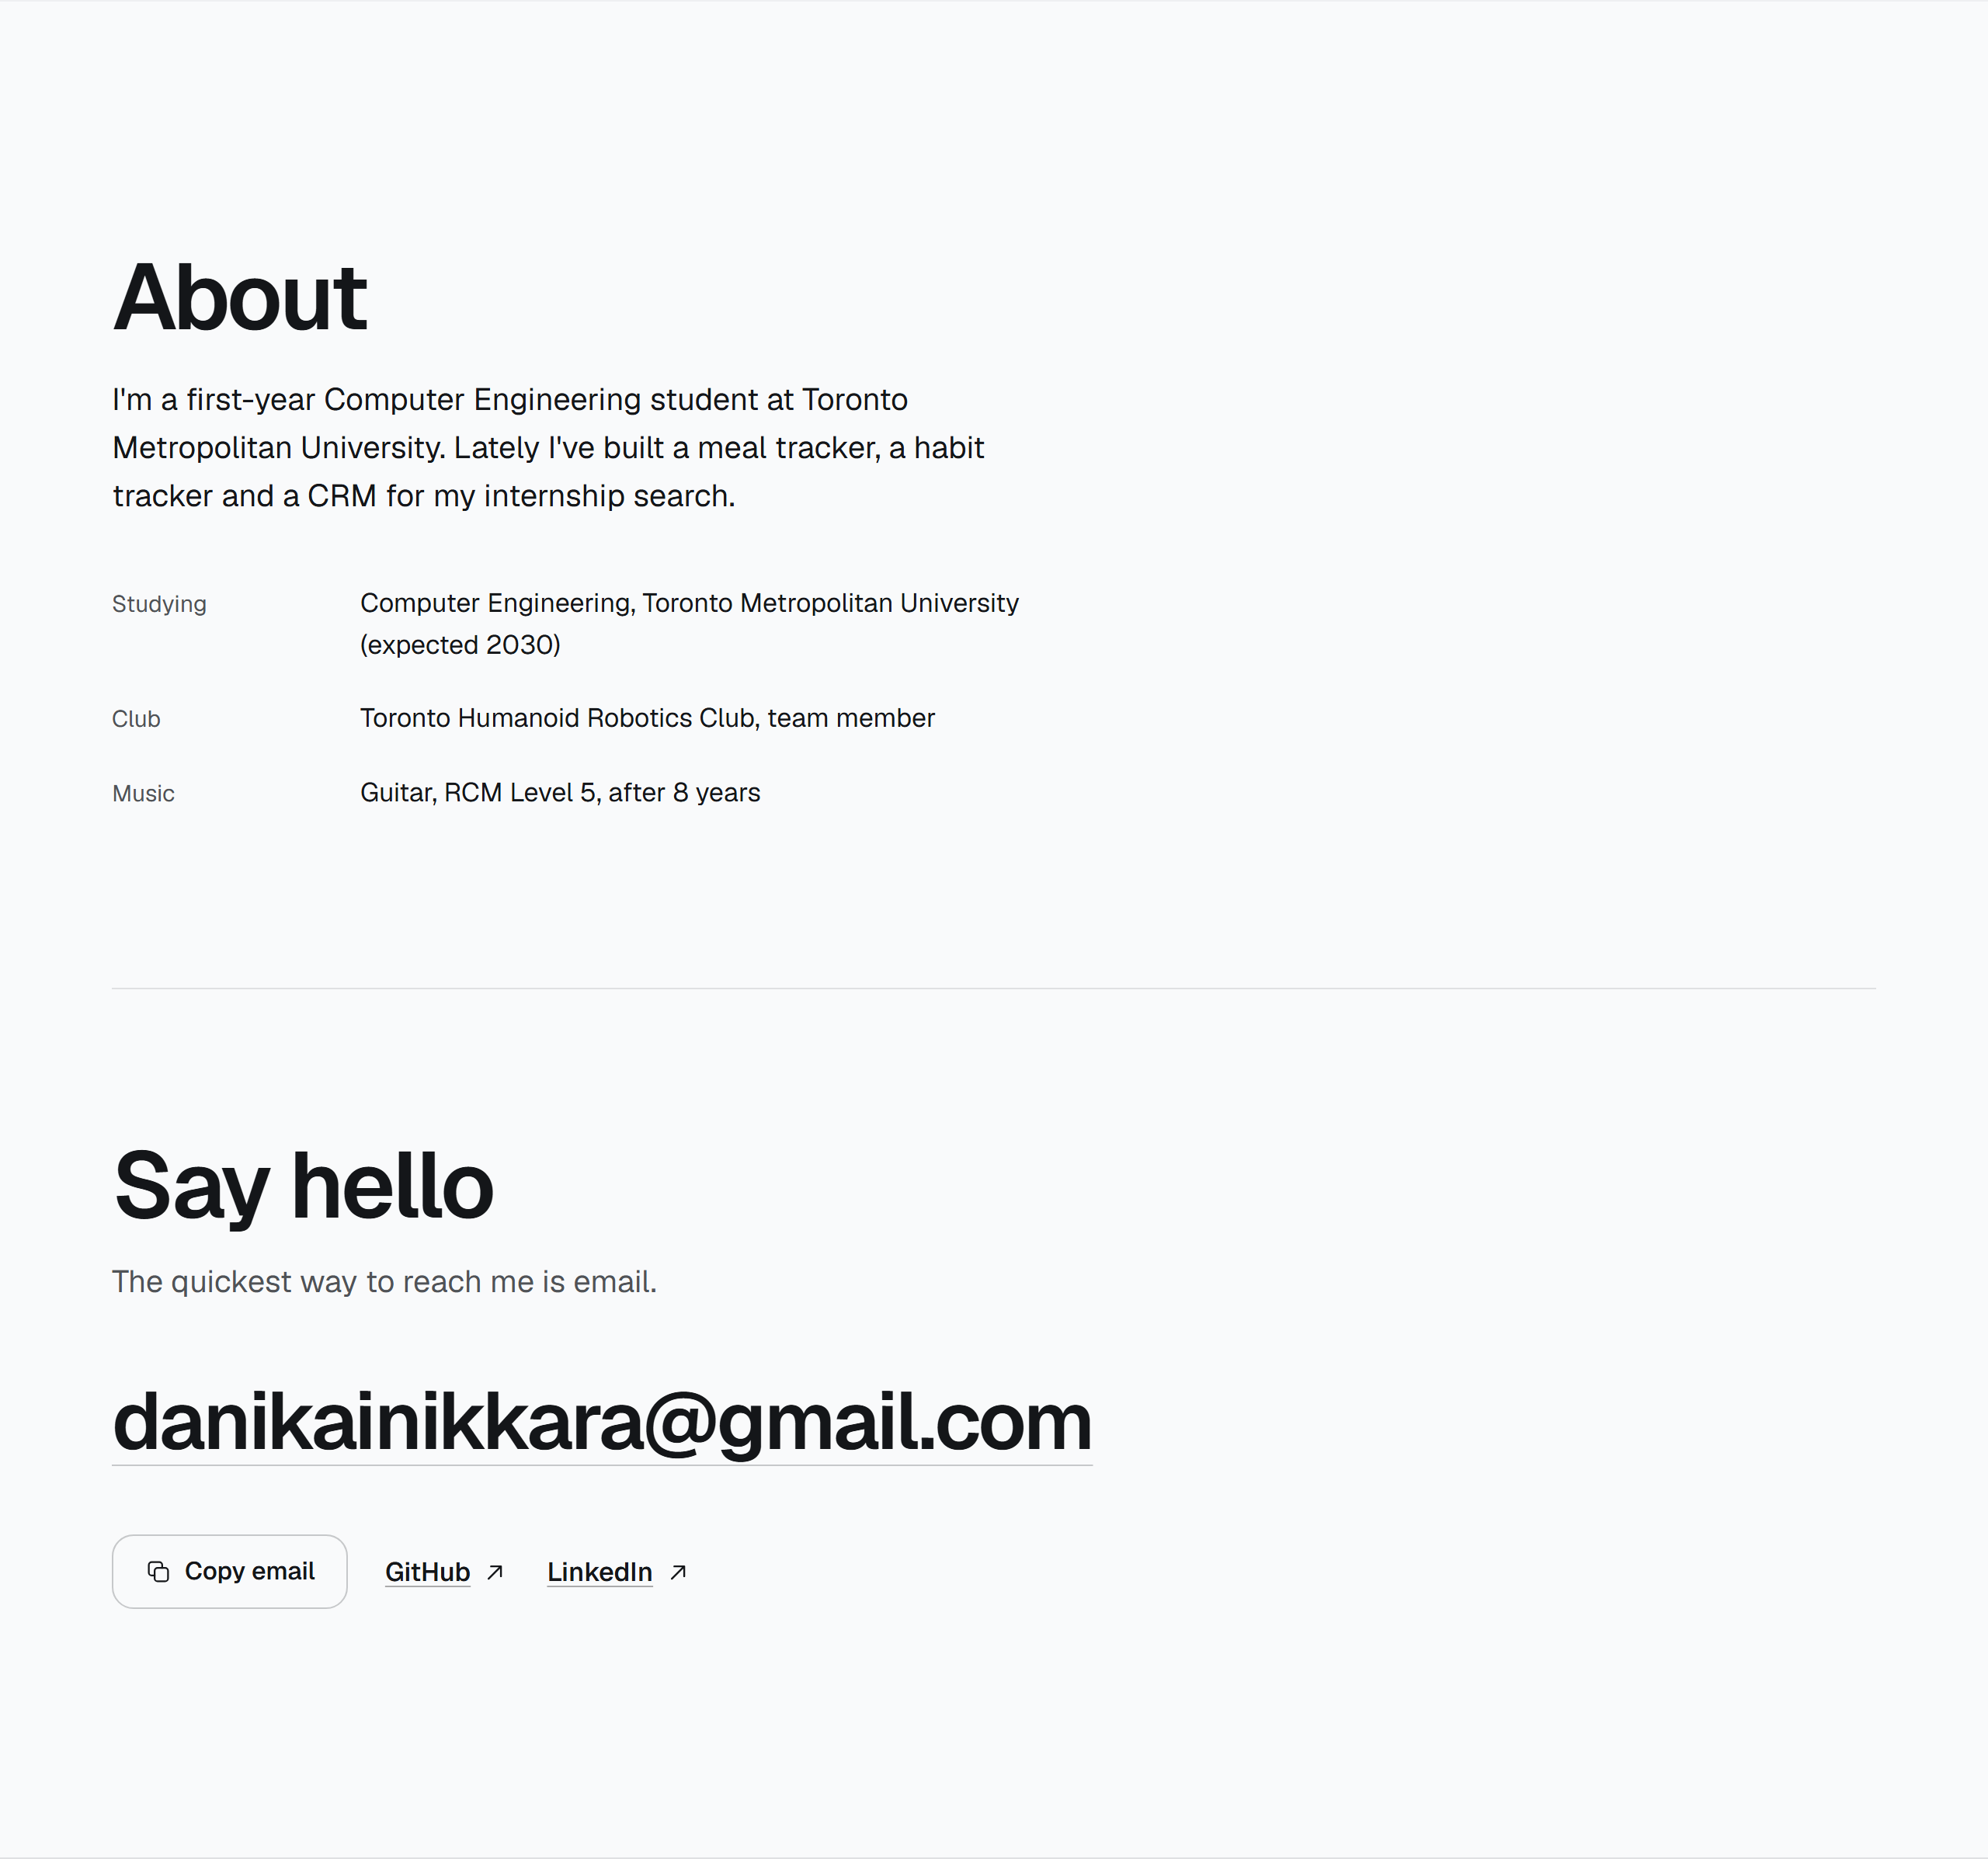 About
I'm a first-year Computer Engineering student at Toronto
Metropolitan University. Lately I've built a meal tracker, a habit
tracker and a CRM for my internship search.
Studying
Computer Engineering, Toronto Metropolitan University
(expected 2030)
Club
Toronto Humanoid Robotics Club, team member
Music
Guitar, RCM Level 5, after 8 years
Say hello
The quickest way to reach me is email.
danikainikkara@gmail.com
Copy email
GitHub
LinkedIn